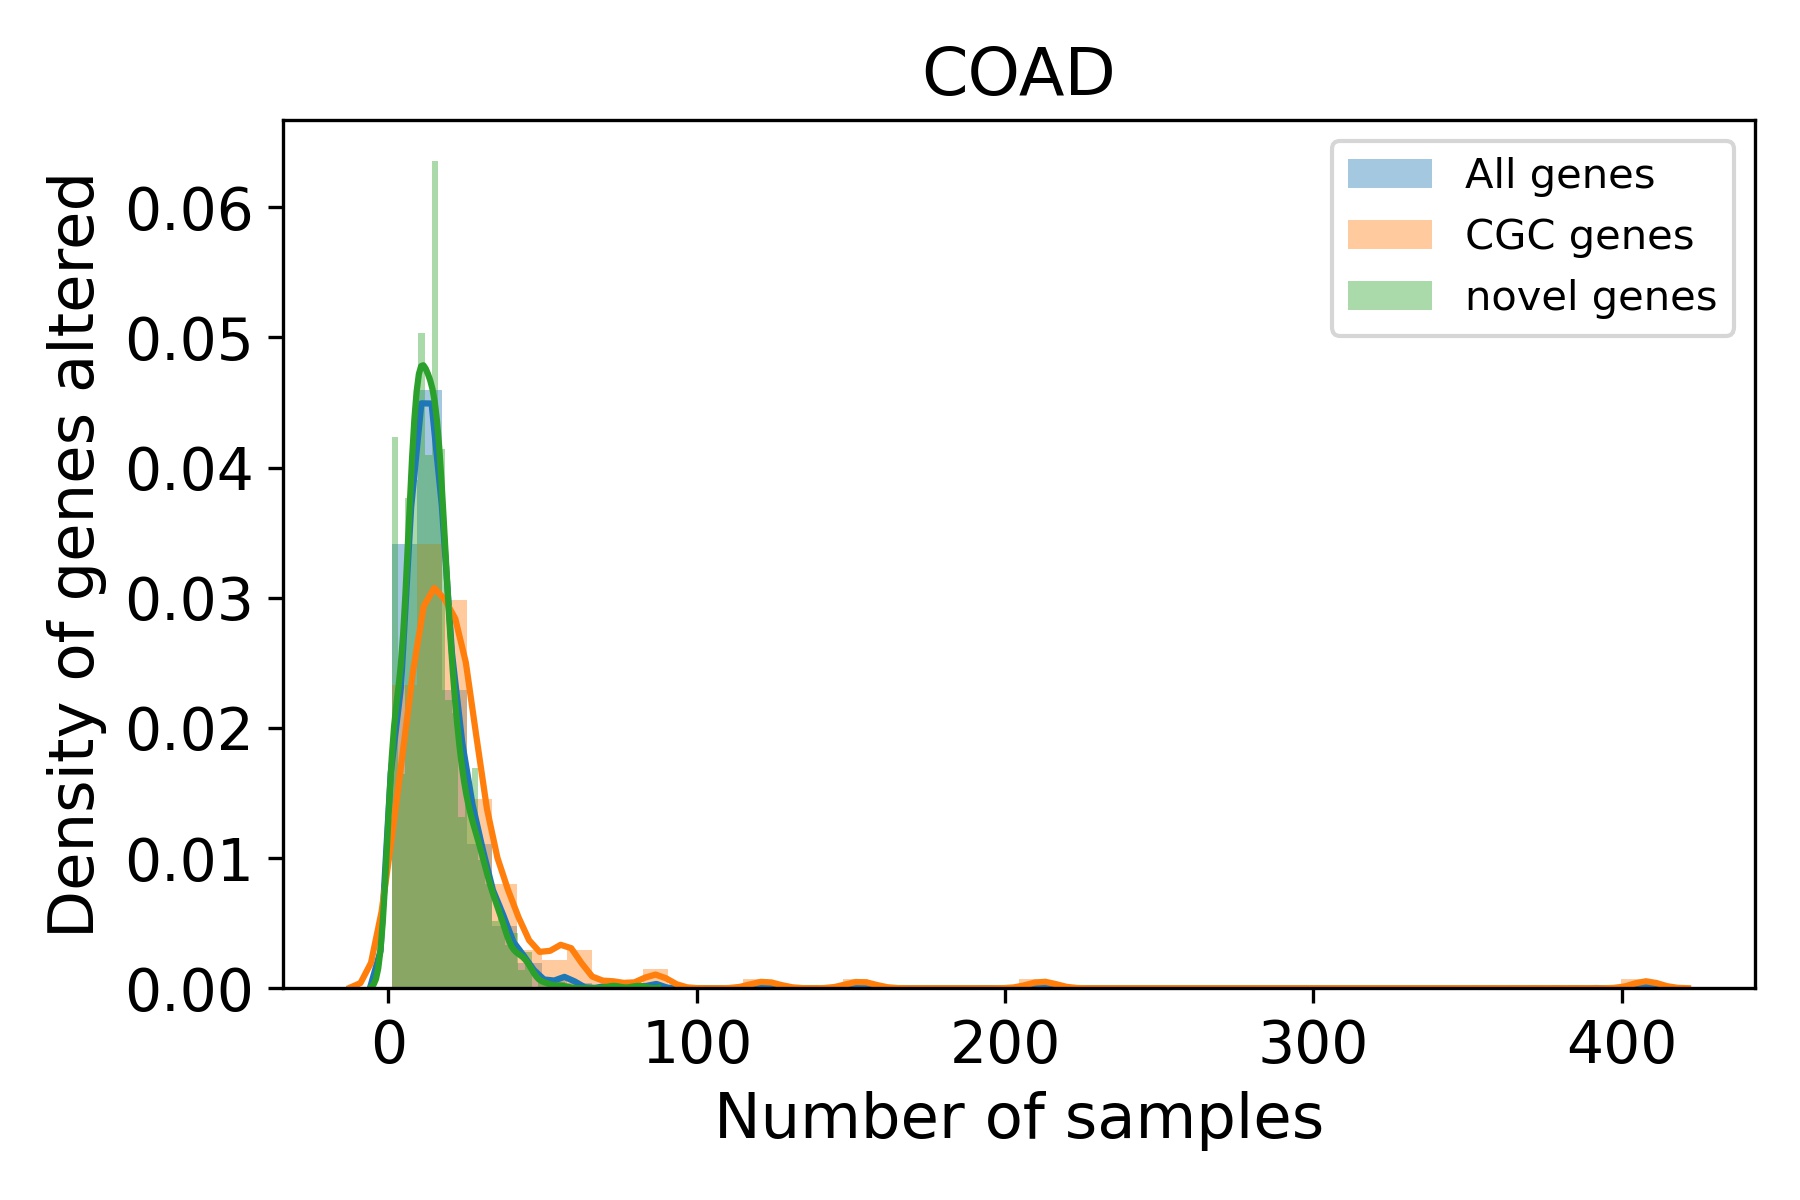 COAD
Density of genes altered
0.06
0.05
0.04
0.03
0.02
0.01
0.00
All genes
CGC genes
novel genes
0 100 200 300 400
Number of samples